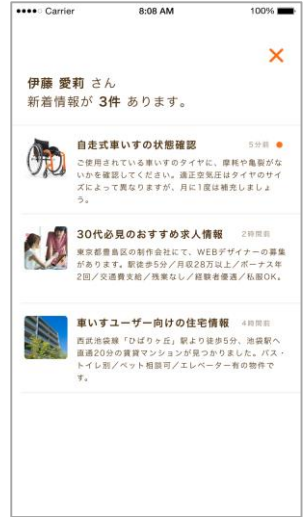 Carrier 8:08 AM 100%
×
伊藤 愛莉 さん
新着情報が 3件 あります。
自走式車いすの状態確認 5分前
ご使用されている車いすのタイヤに、摩耗や亀裂がな
いかを確認してください。適正空気圧はタイヤのサイ
ズによって異なりますが、月に1度は補充しましょ
う。
30代必見のおすすめ求人情報 2時間前
東京都豊島区の制作会社にて、WEBデザイナーの募集
があります。駅徒歩5分／月収28万以上／ボーナス年
2回／交通費支給／残業なし／経験者優遇／私服OK。
車いすユーザー向けの住宅情報 4時間前
西武池袋線「ひばりヶ丘」駅より徒歩5分、池袋駅へ
直通20分の賃貸マンションが見つかりました。バス・
トイレ別／ペット相談可／エレベーター有の物件で
す。